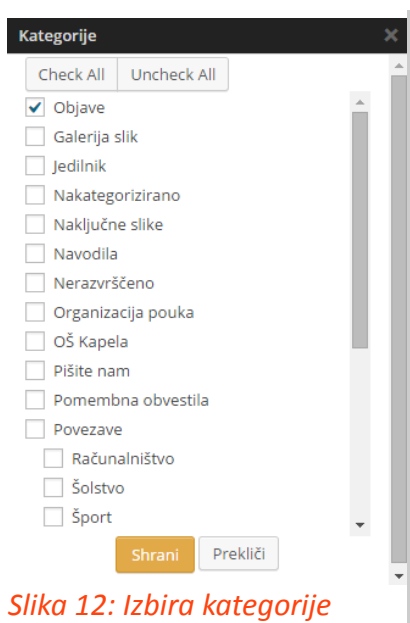 Kategorije
Check All Uncheck All
Objave
Galerija slik
Jedilnik
Nakategorizirano
Naključne slike
Navodila
Nerazvrščeno
Organizacija pouka
OŠ Kapela
Pišite nam
Pomembna obvestila
Povezave
Računalništvo
Šolstvo
Šport
Shrani Prekliči
Slika 12: Izbira kategorije